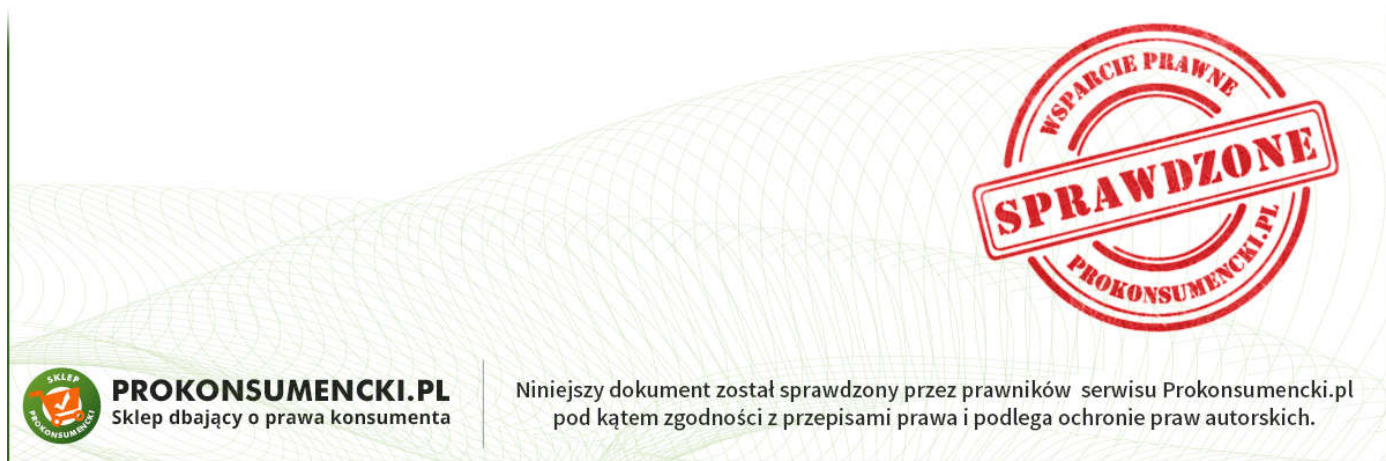 WSPARCIE PRAWNE
SPRAWDZONE
PROKONSUMENCKI.PL
SKLEP
PROKONSUMENCKI
PROKONSUMENCKI.PL
Sklep dbający o prawa konsumenta
Niniejszy dokument został sprawdzony przez prawników serwisu Prokonsumencki.pl
pod kątem zgodności z przepisami prawa i podlega ochronie praw autorskich.